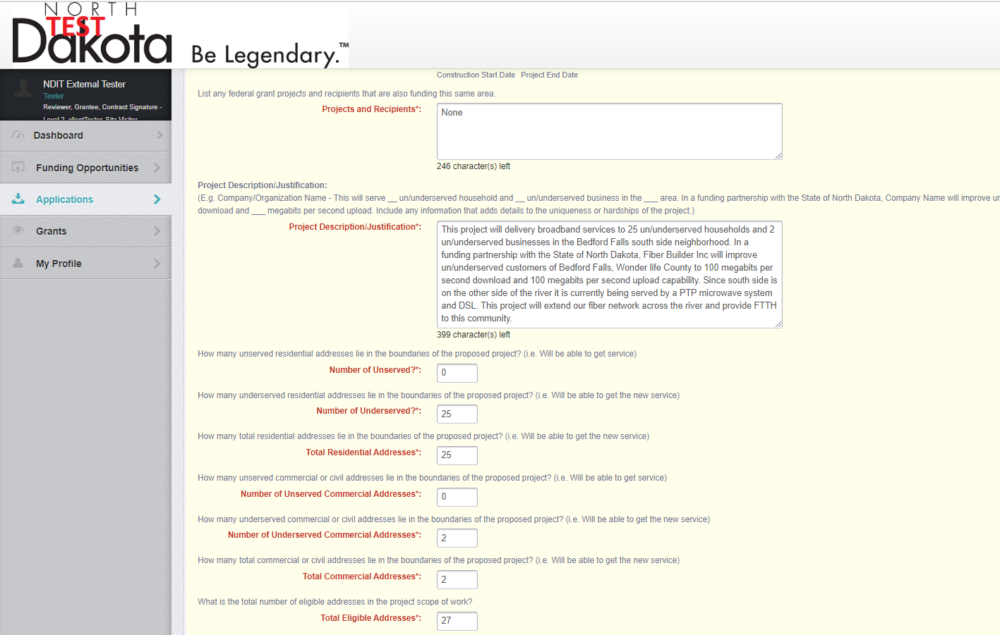 NORTH
TEST
Dakota
Be Legendary.™
NDIT External Tester
Tester
Reviewer, Grantee, Contract Signature -
Level 2, clientTester, Site Visitor
Dashboard
Funding Opportunities
Applications
Grants
My Profile
Construction Start Date Project End Date
List any federal grant projects and recipients that are also funding this same area.
Projects and Recipients*:
None
246 character(s) left
Project Description/Justification:
(E.g. Company/Organization Name - This will serve __ un/underserved household and __ un/underserved business in the ___ area. In a funding partnership with the State of North Dakota, Company Name will improve ur
download and ___ megabits per second upload. Include any information that adds details to the uniqueness or hardships of the project.)
Project Description/Justification*:
This project will delivery broadband services to 25 un/underserved households and 2
un/underserved businesses in the Bedford Falls south side neighborhood. In a
funding partnership with the State of North Dakota, Fiber Builder Inc will improve
un/underserved customers of Bedford Falls, Wonder life County to 100 megabits per
second download and 100 megabits per second upload capability. Since south side is
on the other side of the river it is currently being served by a PTP microwave system
and DSL. This project will extend our fiber network across the river and provide FTTH
to this community.
399 character(s) left
How many unserved residential addresses lie in the boundaries of the proposed project? (i.e. Will be able to get service)
Number of Unserved?*:
0
How many underserved residential addresses lie in the boundaries of the proposed project? (i.e. Will be able to get the new service)
Number of Underserved?*:
25
How many total residential addresses lie in the boundaries of the proposed project? (i.e. Will be able to get the new service)
Total Residential Addresses*:
25
How many unserved commercial or civil addresses lie in the boundaries of the proposed project? (i.e. Will be able to get service)
Number of Unserved Commercial Addresses*:
0
How many underserved commercial or civil addresses lie in the boundaries of the proposed project? (i.e. Will be able to get the new service)
Number of Underserved Commercial Addresses*:
2
How many total commercial or civil addresses lie in the boundaries of the proposed project? (i.e. Will be able to get the new service)
Total Commercial Addresses*:
2
What is the total number of eligible addresses in the project scope of work?
Total Eligible Addresses*:
27